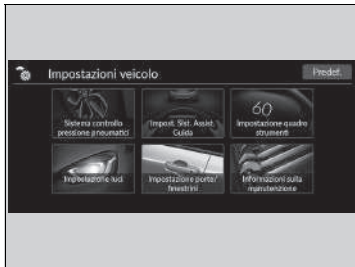 Impostazioni veicolo
Predef.
Sistema controllo
pressione pneumatici
Impost. Sist. Assist.
Guida
60
Impostazione quadro
strumenti
Impostazione luci
Impostazione porte/
finestrini
Informazioni sulla
manutenzione